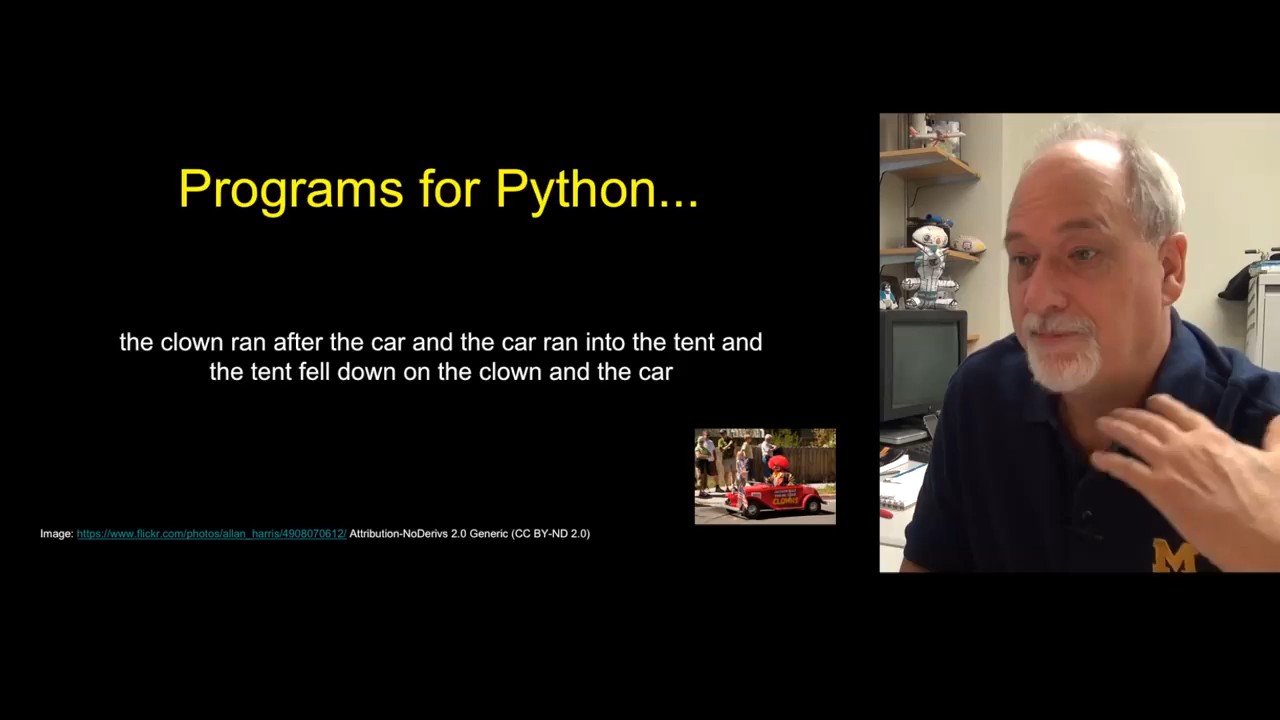 Programs for Python...
the clown ran after the car and the car ran into the tent and
the tent fell down on the clown and the car
Image: https://www.flickr.com/photos/allan_harris/4908070612/ Attribution-NoDerivs 2.0 Generic (CC BY-ND 2.0)
CLOWNS
M